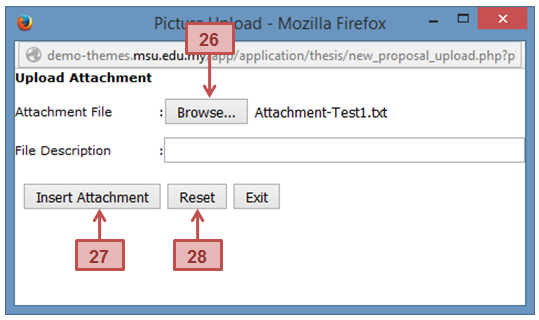 Picture Upload - Mozilla Firefox
26
demo-themes.msu.edu.my/app/application/thesis/new_proposal_upload.php?p
Upload Attachment
Attachment File : Browse... Attachment-Test1.txt
File Description :
Insert Attachment Reset Exit
27 28